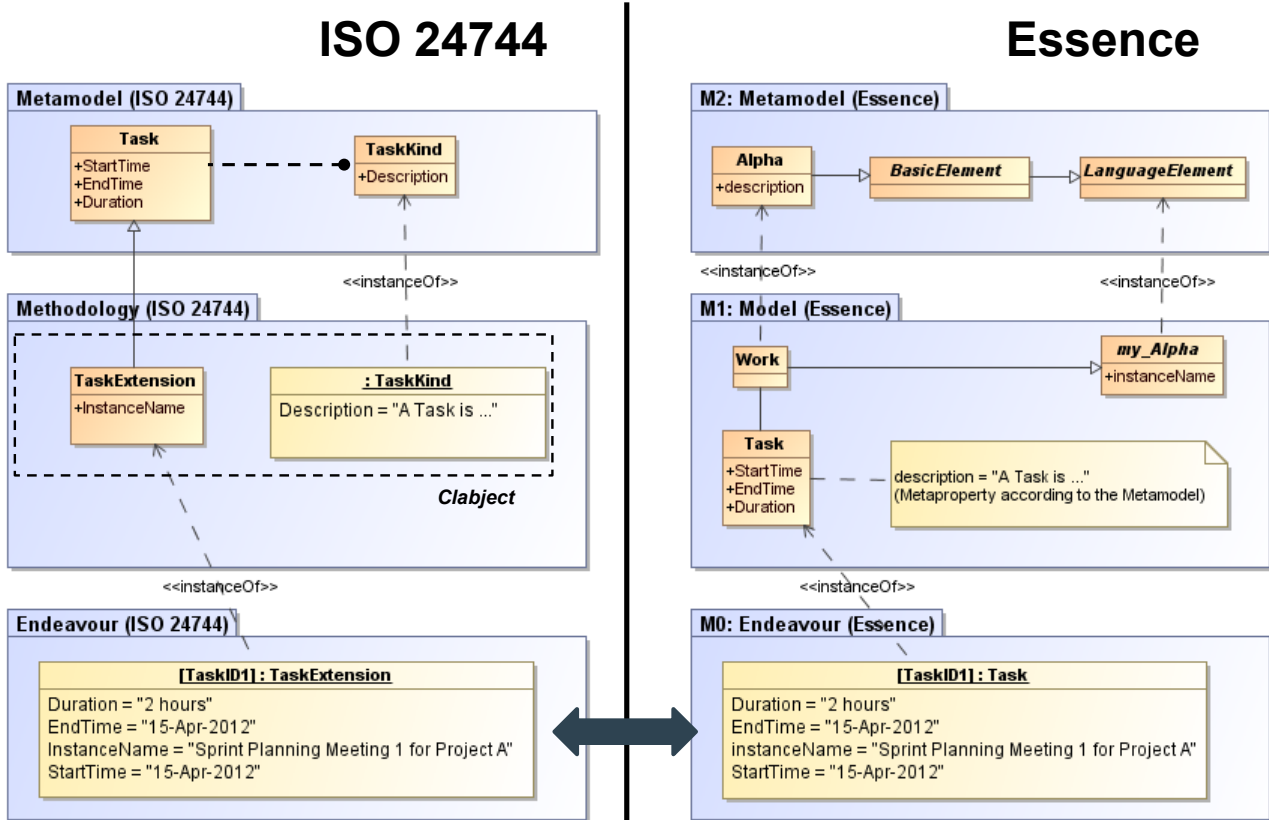 ISO 24744
Metamodel (ISO 24744)
Task
+StartTime
+EndTime
+Duration
TaskKind
+Description
<<instanceOf>>
Methodology (ISO 24744)
TaskExtension
+InstanceName
: TaskKind
Description = "A Task is ..."
Clabject
<<instanceOf>>
Endeavour (ISO 24744)
[TaskID1] : TaskExtension
Duration = "2 hours"
EndTime = "15-Apr-2012"
InstanceName = "Sprint Planning Meeting 1 for Project A"
StartTime = "15-Apr-2012"
Essence
M2: Metamodel (Essence)
Alpha
+description
BasicElement
LanguageElement
<<instanceOf>>
<<instanceOf>>
M1: Model (Essence)
Work
my_Alpha
+instanceName
Task
+StartTime
+EndTime
+Duration
description = "A Task is ..."
(Metaproperty according to the Metamodel)
<<instanceOf>>
M0: Endeavour (Essence)
[TaskID1] : Task
Duration = "2 hours"
EndTime = "15-Apr-2012"
instanceName = "Sprint Planning Meeting 1 for Project A"
StartTime = "15-Apr-2012"